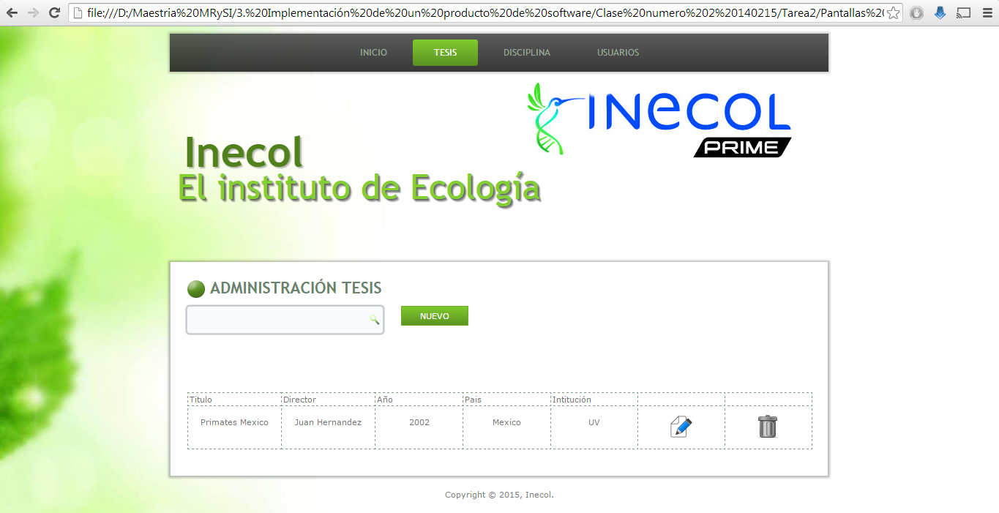 file:///D:/Maestria%20MRySI/3.%20Implementación%20de%20un%20producto%20de%20software/Clase%20numero%202%20140215/Tarea2/Pantallas%20
INICIO TESIS DISCIPLINA USUARIOS
INECOL
PRIME
Inecol
El instituto de Ecología
ADMINISTRACIÓN TESIS
NUEVO
Titulo Director Año Pais Intitución
Primates Mexico Juan Hernandez 2002 Mexico UV
Copyright © 2015, Inecol.